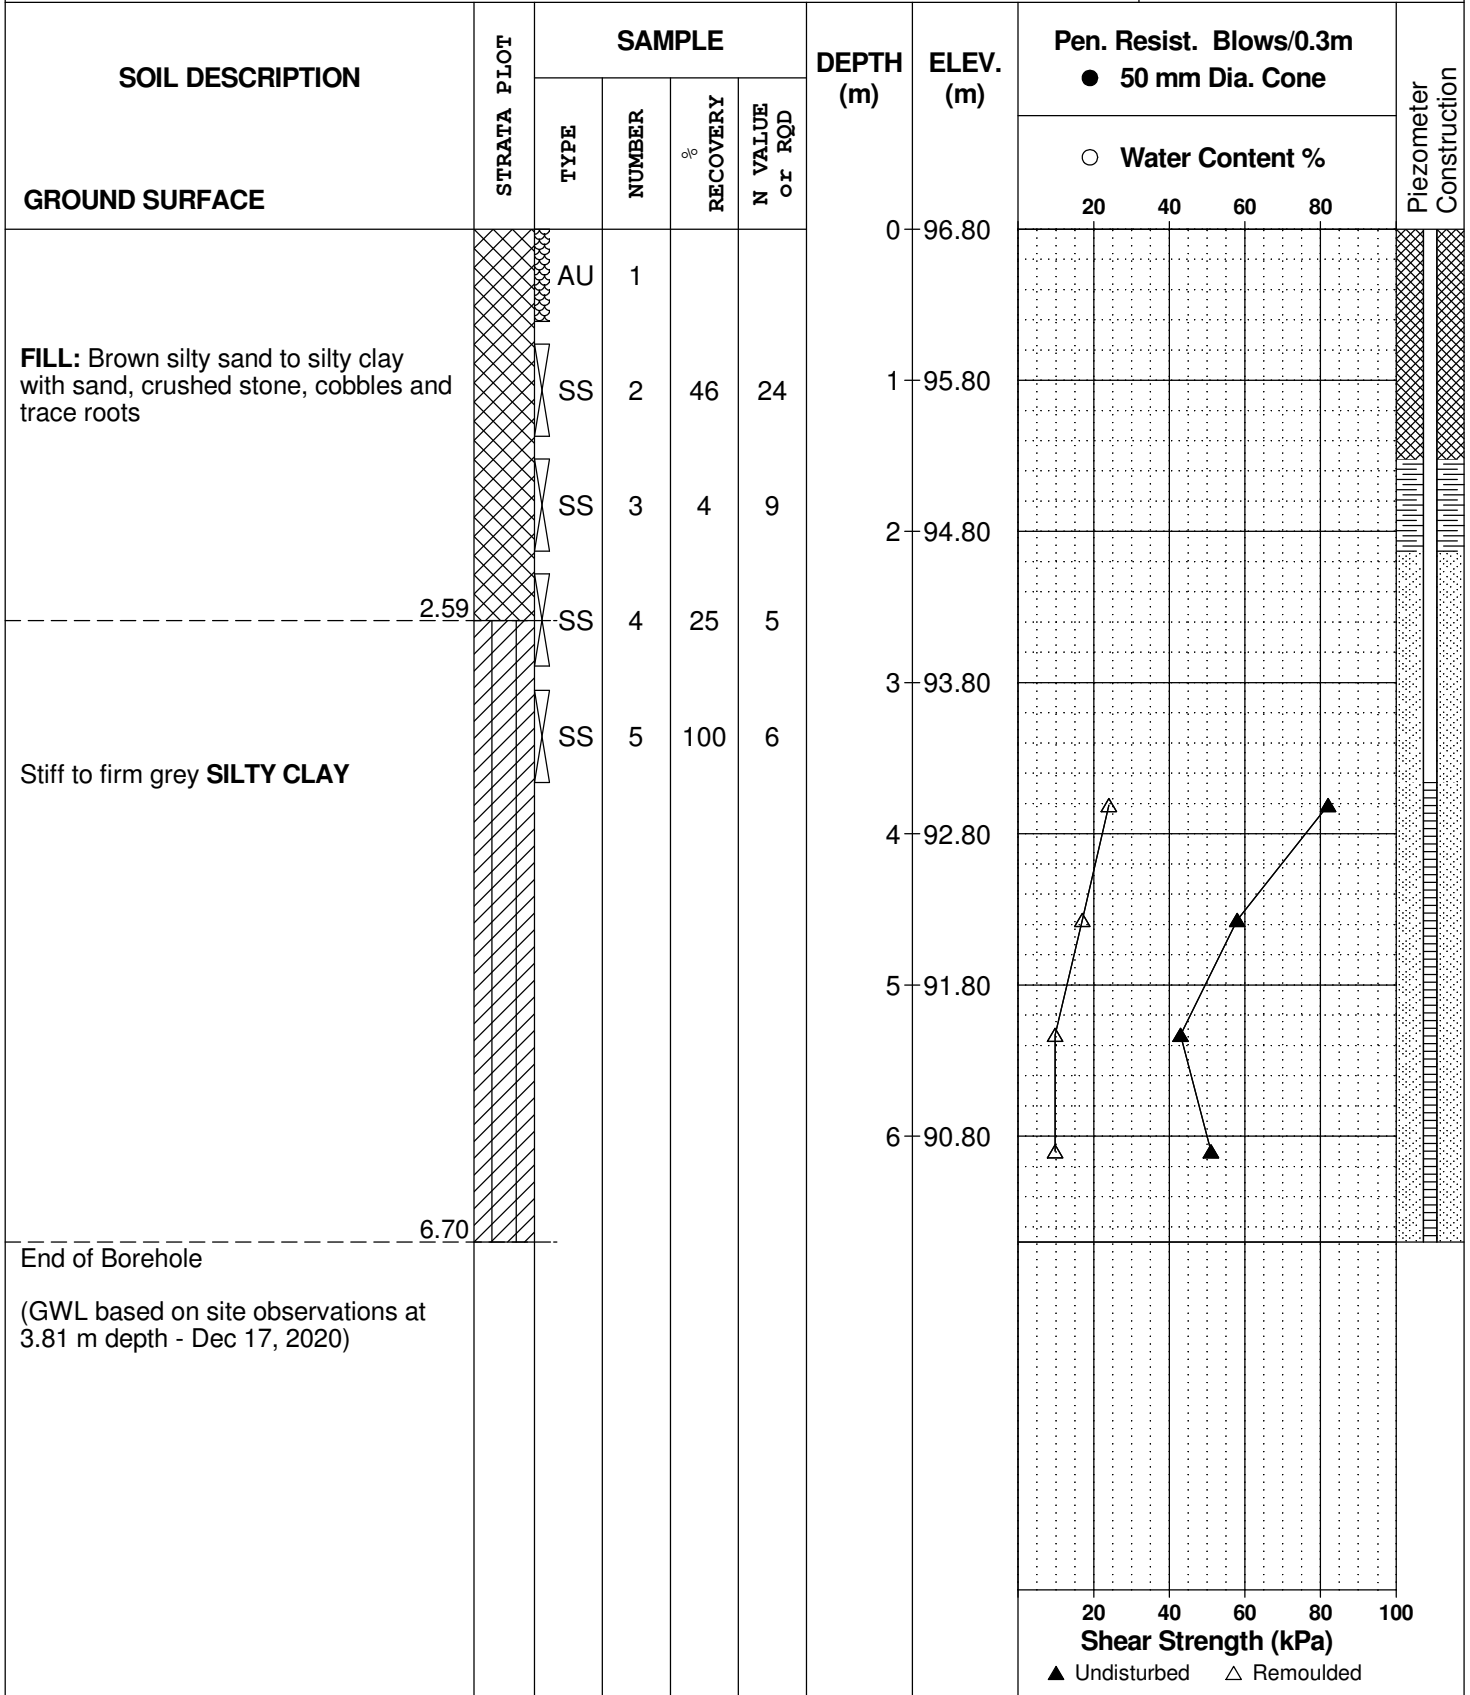 SOIL DESCRIPTION
GROUND SURFACE
STRATA PLOT
SAMPLE
TYPE
NUMBER
% RECOVERY
N VALUE or RQD
DEPTH (m)
ELEV. (m)
Pen. Resist. Blows/0.3m
● 50 mm Dia. Cone
○ Water Content %
20 40 60 80
Piezometer
Construction
0 96.80
AU 1
FILL: Brown silty sand to silty clay
with sand, crushed stone, cobbles and
trace roots
SS 2 46 24
1 95.80
SS 3 4 9
2 94.80
2.59
SS 4 25 5
3 93.80
SS 5 100 6
Stiff to firm grey SILTY CLAY
4 92.80
5 91.80
6 90.80
6.70
End of Borehole
(GWL based on site observations at
3.81 m depth - Dec 17, 2020)
20 40 60 80 100
Shear Strength (kPa)
▲ Undisturbed △ Remoulded